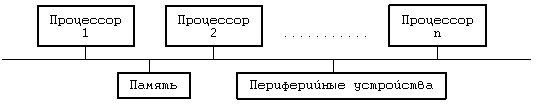 Процессор
1
Процессор
2
............
Процессор
n
Память
Периферийные устройства